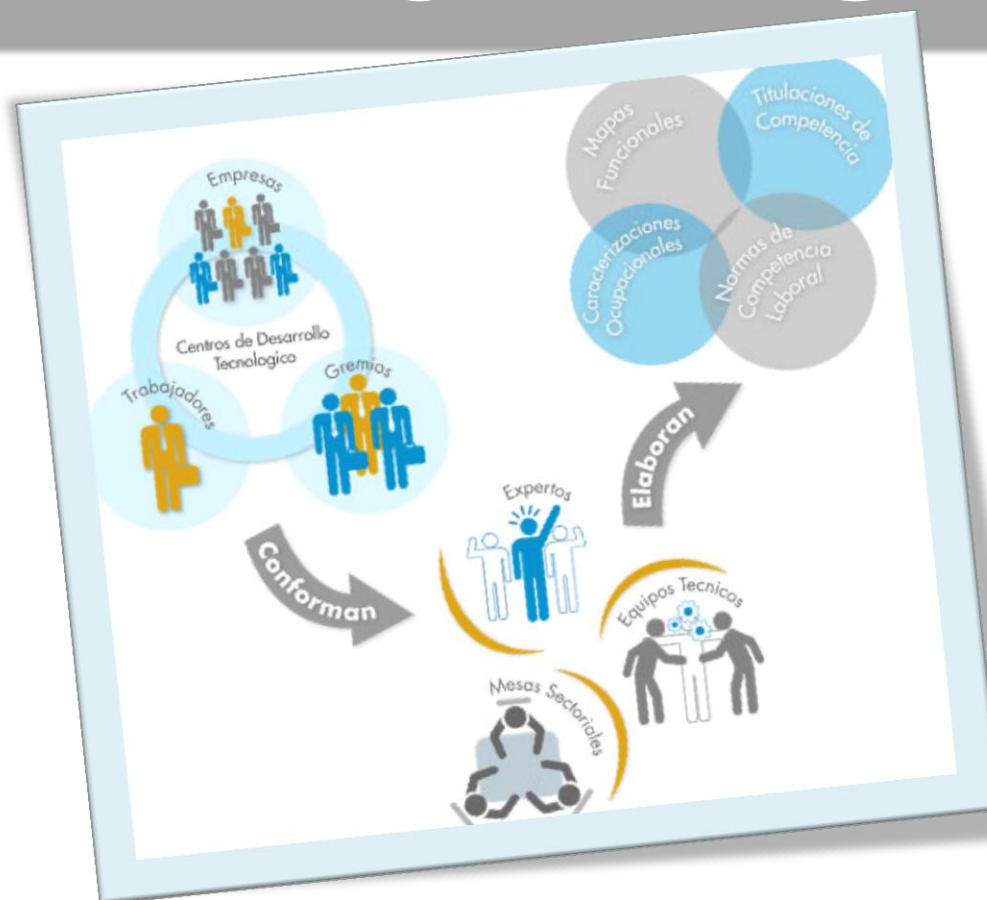 Empresas
Centros de Desarrollo
Tecnologico
Trabajadores
Gremios
Conforman
Expertos
Equipos Tecnicos
Mesas Sectoriales
Elaboran
Mapas
Funcionales
Titulaciones de
Competencia
Caracterizaciones
Ocupacionales
Normas de
Competencia
Laboral